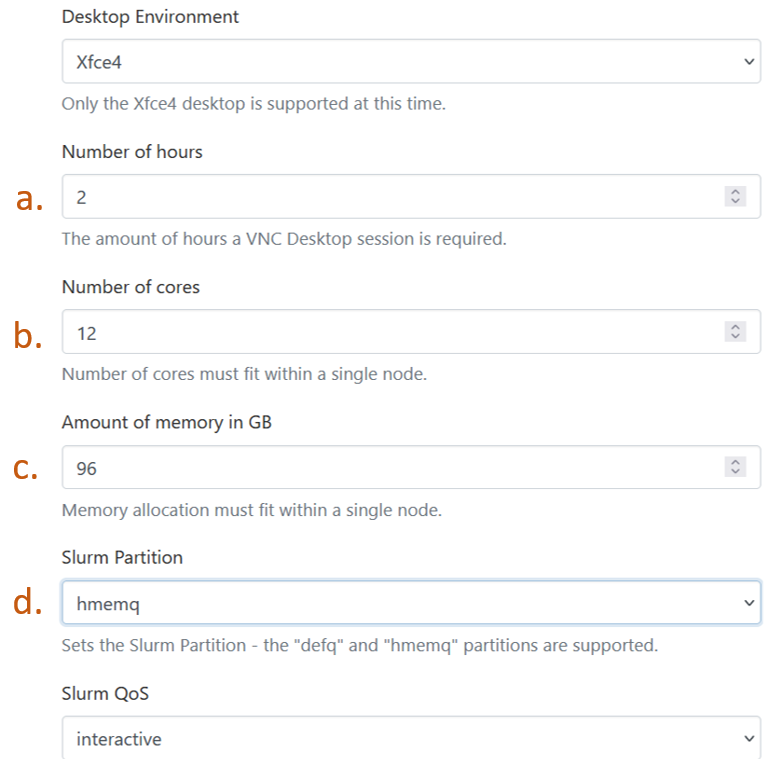 Desktop Environment
Xfce4
Only the Xfce4 desktop is supported at this time.
Number of hours
a. 2
The amount of hours a VNC Desktop session is required.
Number of cores
b. 12
Number of cores must fit within a single node.
Amount of memory in GB
c. 96
Memory allocation must fit within a single node.
Slurm Partition
d. hmemq
Sets the Slurm Partition - the "defq" and "hmemq" partitions are supported.
Slurm QoS
interactive